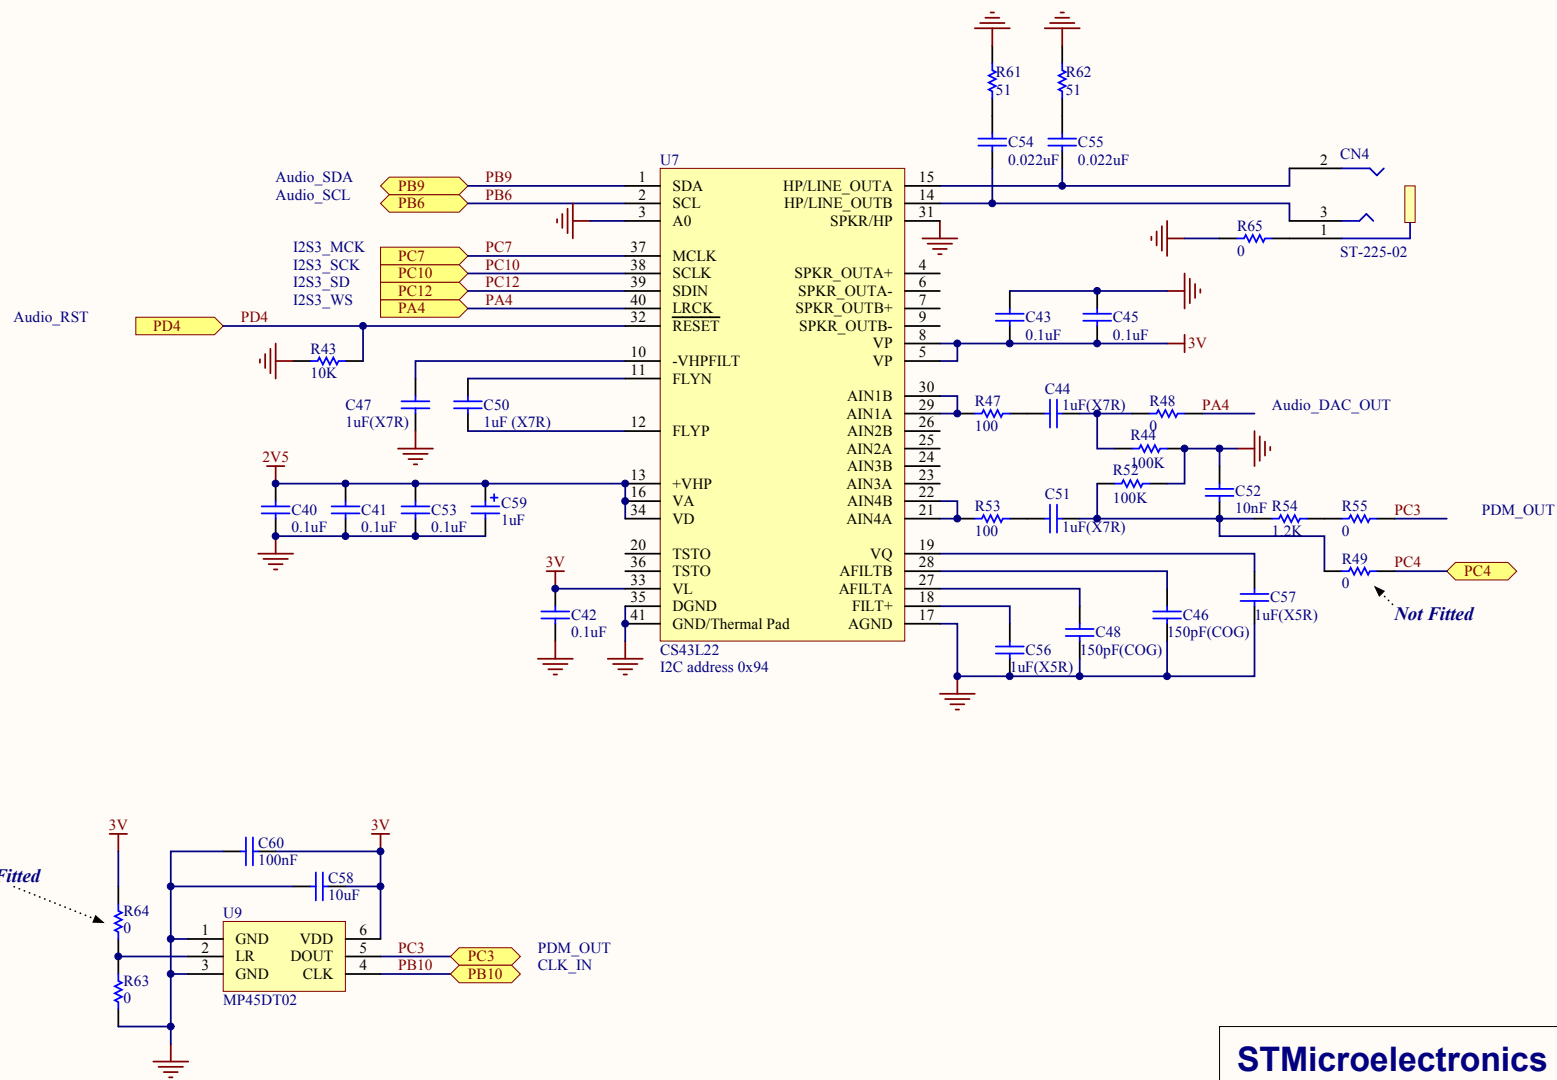 R61
51
R62
51
C54
0.022uF
C55
0.022uF
U7
2 CN4
Audio_SDA PB9 PB9 1 SDA HP/LINE_OUTA 15
Audio_SCL PB6 PB6 2 SCL HP/LINE_OUTB 14
3 A0 SPKR/HP 31
3
R65
0
1
ST-225-02
I2S3_MCK PC7 PC7 37 MCLK
I2S3_SCK PC10 PC10 38 SCLK SPKR_OUTA+ 4
I2S3_SD PC12 PC12 39 SDIN SPKR_OUTA- 6
I2S3_WS PA4 PA4 40 LRCK SPKR_OUTB+ 7
Audio_RST PD4 PD4 32 RESET SPKR_OUTB- 9
VP 8
VP 5
C43
0.1uF
C45
0.1uF
3V
R43
10K
10 -VHPFILT
11 FLYN
C47
1uF(X7R)
C50
1uF (X7R)
12 FLYP
AIN1B 30
AIN1A 29
AIN2B 26
AIN2A 25
AIN3B 24
AIN3A 23
AIN4B 22
AIN4A 21
R47
100
C44
1uF(X7R)
R48
0
PA4 Audio_DAC_OUT
R44
100K
R52
100K
C52
10nF
R53
100
C51
1uF(X7R)
R54
1.2K
R55
0
PC3 PDM_OUT
R49
0
PC4 PC4
Not Fitted
2V5
13 +VHP
16 VA
34 VD
C40
0.1uF
C41
0.1uF
C53
0.1uF
+
C59
1uF
20 TSTO VQ 19
36 TSTO AFILTB 28
33 VL AFILTA 27
35 DGND FILT+ 18
41 GND/Thermal Pad AGND 17
3V
C42
0.1uF
C57
1uF(X5R)
C46
150pF(COG)
C48
150pF(COG)
C56
1uF(X5R)
CS43L22
I2C address 0x94
3V
3V
C60
100nF
C58
10uF
Fitted
R64
0
U9
1 GND VDD 6
2 LR DOUT 5 PC3 PC3 PDM_OUT
3 GND CLK 4 PB10 PB10 CLK_IN
R63
0
MP45DT02
STMicroelectronics